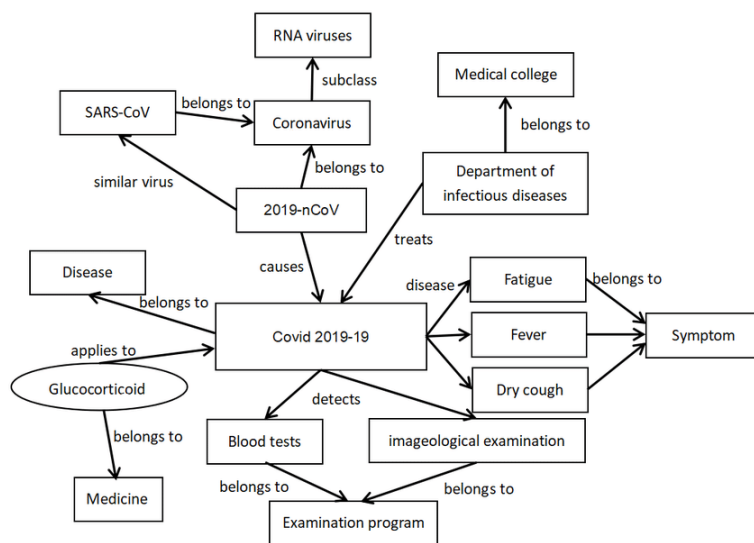 RNA viruses
subclass
Medical college
SARS-CoV
belongs to
Coronavirus
belongs to
belongs to
similar virus
Department of
infectious diseases
2019-nCoV
treats
causes
Disease
disease
Fatigue
belongs to
belongs to
Covid 2019-19
Fever
Symptom
applies to
Glucocorticoid
Dry cough
detects
belongs to
Blood tests
imageological examination
Medicine
belongs to
belongs to
Examination program